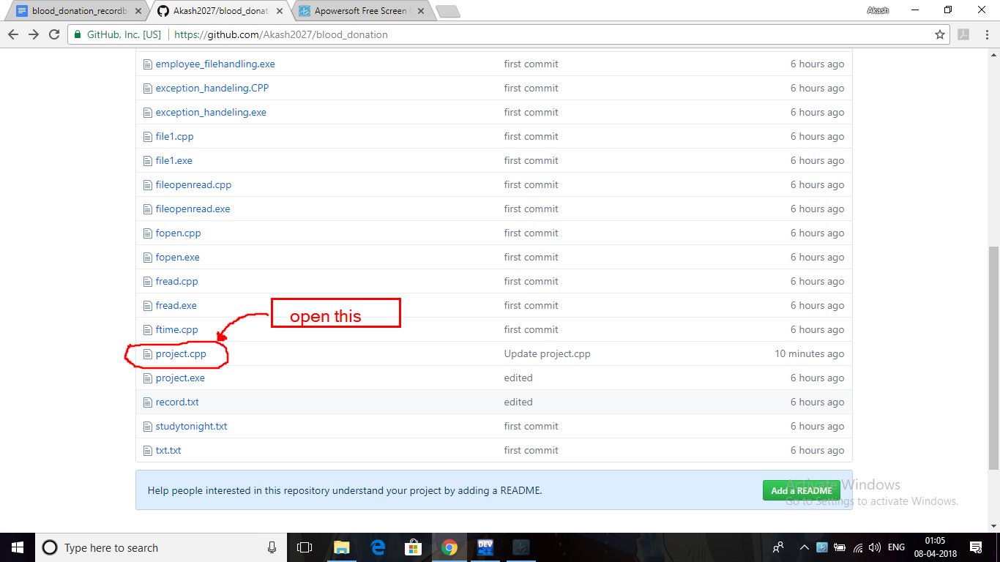 blood_donation_recordb
Akash2027/blood_donati
Apowersoft Free Screen
Akash
GitHub, Inc. [US] https://github.com/Akash2027/blood_donation
employee_filehandling.exe first commit 6 hours ago
exception_handeling.CPP first commit 6 hours ago
exception_handeling.exe first commit 6 hours ago
file1.cpp first commit 6 hours ago
file1.exe first commit 6 hours ago
fileopenread.cpp first commit 6 hours ago
fileopenread.exe first commit 6 hours ago
fopen.cpp first commit 6 hours ago
fopen.exe first commit 6 hours ago
fread.cpp first commit 6 hours ago
fread.exe first commit 6 hours ago
open this
ftime.cpp first commit 6 hours ago
project.cpp Update project.cpp 10 minutes ago
project.exe edited 6 hours ago
record.txt edited 6 hours ago
studytonight.txt first commit 6 hours ago
txt.txt first commit 6 hours ago
Help people interested in this repository understand your project by adding a README.
Add a README
Activate Windows
Go to Settings to activate Windows.
Type here to search
DEV
ENG
01:05
08-04-2018